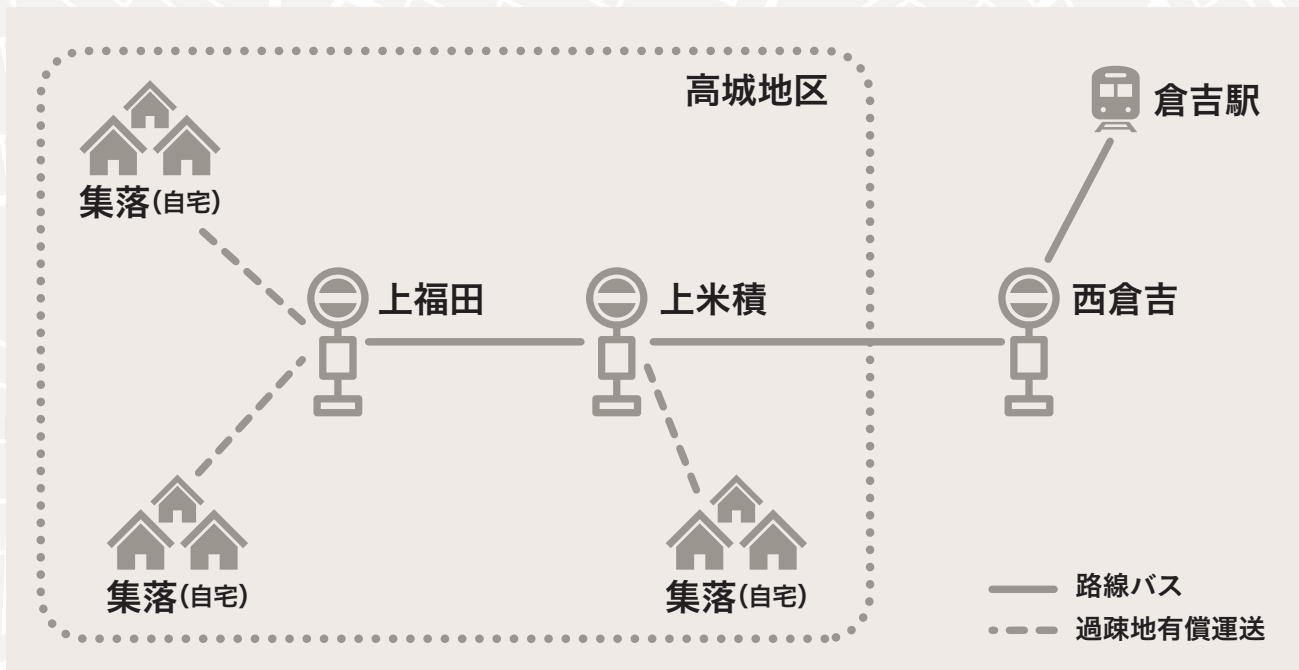 高城地区
倉吉駅
集落(自宅)
上福田
上米積
西倉吉
集落(自宅)
集落(自宅)
路線バス
過疎地有償運送